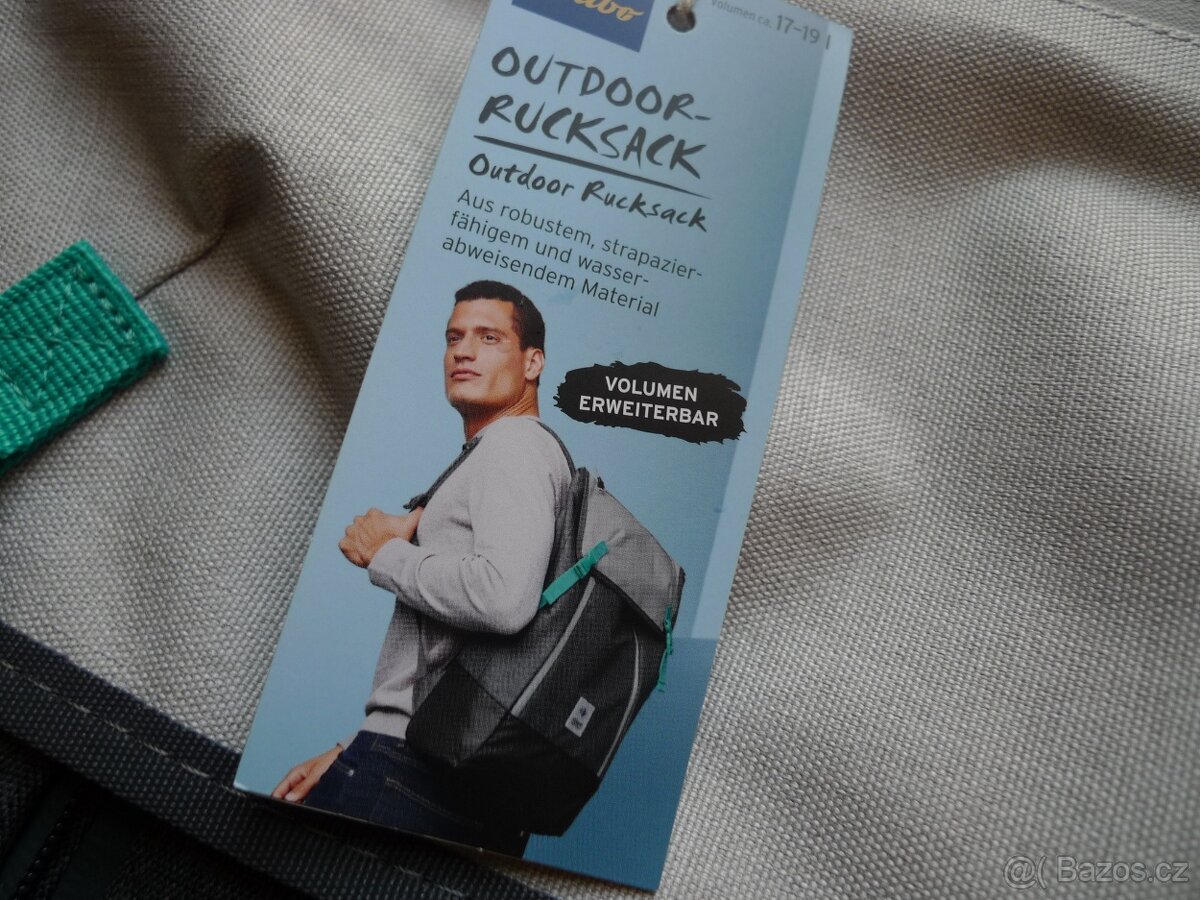 Volumen ca. 17–19 l
OUTDOOR-
RUCKSACK
Outdoor Rucksack
Aus robustem, strapazier-
fähigem und wasser-
abweisendem Material
VOLUMEN
ERWEITERBAR
@( Bazos.cz